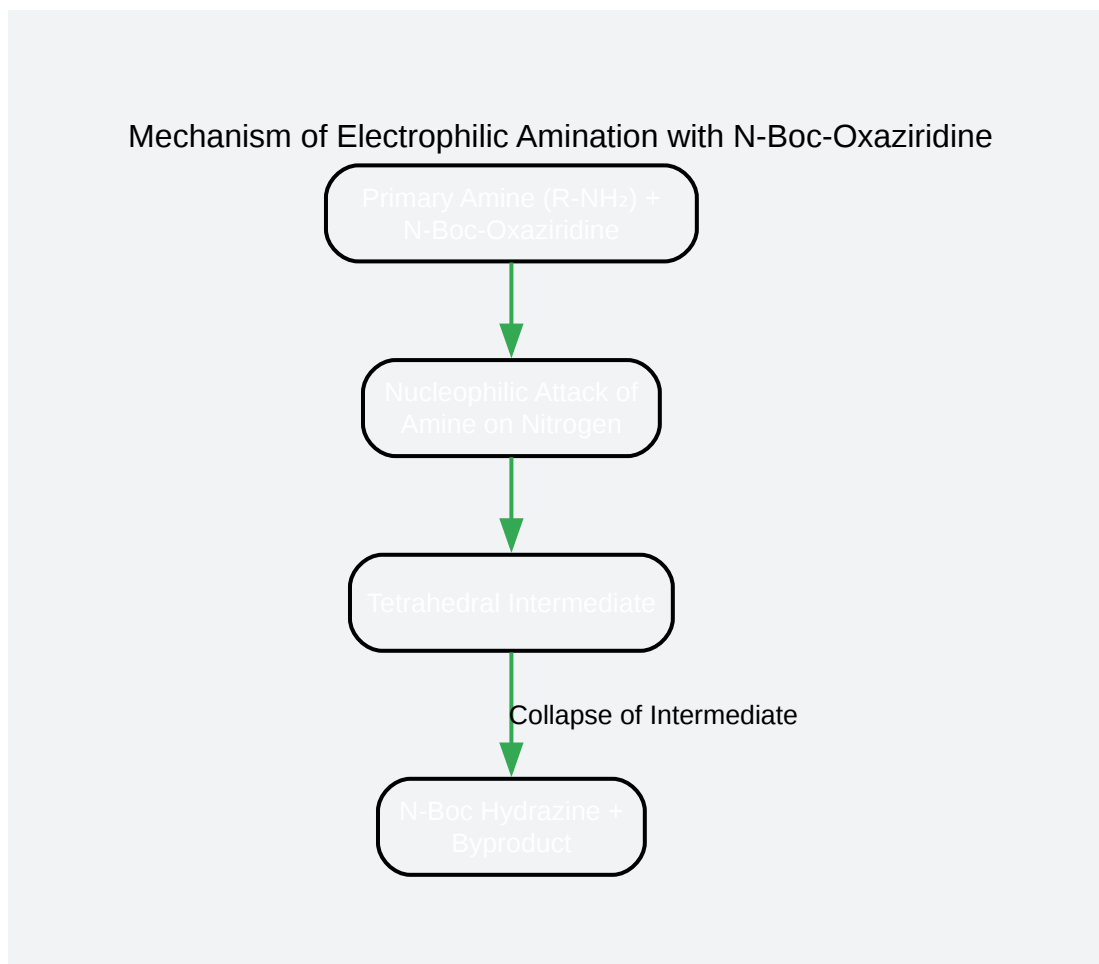 Mechanism of Electrophilic Amination with N-Boc-Oxaziridine
Primary Amine (R-NH₂) +
N-Boc-Oxaziridine
Nucleophilic Attack of
Amine on Nitrogen
Tetrahedral Intermediate
Collapse of Intermediate
N-Boc Hydrazine +
Byproduct